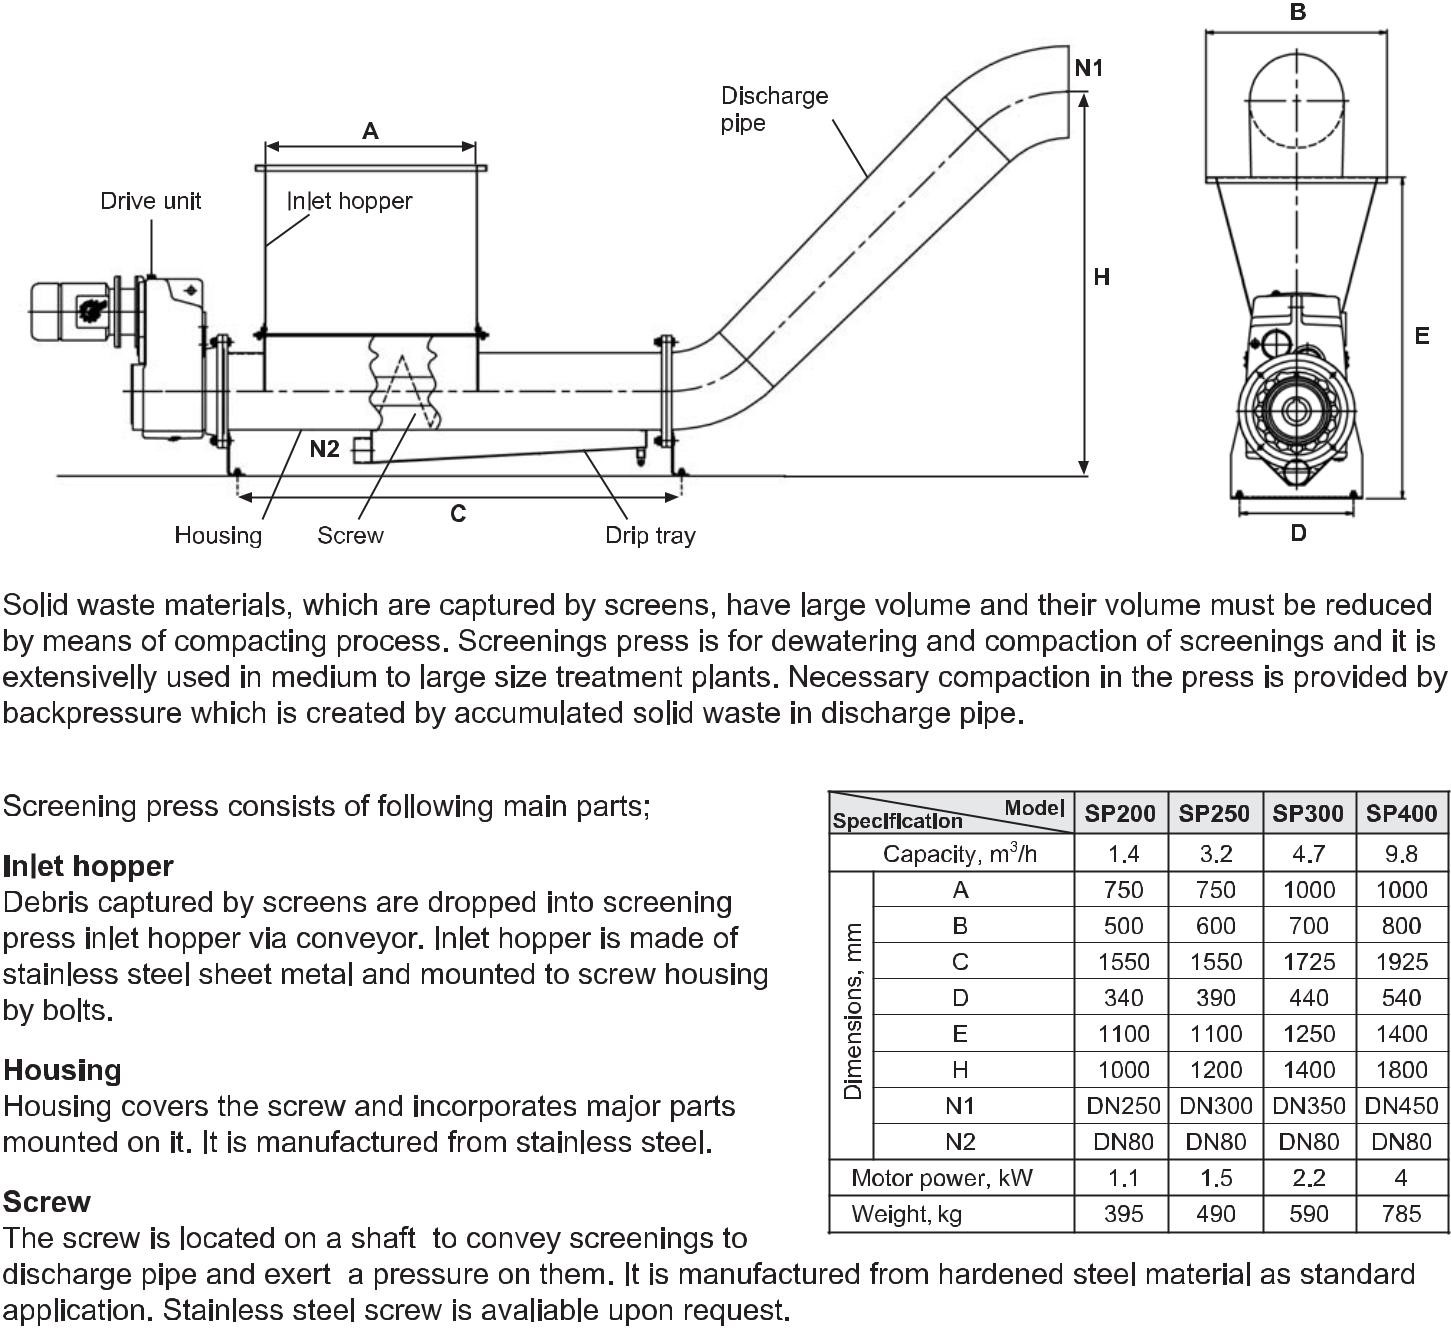 B
N1
Discharge
pipe
A
Drive unit
Inlet hopper
H
E
N2
C
D
Housing
Screw
Drip tray
Solid waste materials, which are captured by screens, have large volume and their volume must be reduced
by means of compacting process. Screenings press is for dewatering and compaction of screenings and it is
extensivelly used in medium to large size treatment plants. Necessary compaction in the press is provided by
backpressure which is created by accumulated solid waste in discharge pipe.
Screening press consists of following main parts;
Inlet hopper
Debris captured by screens are dropped into screening
press inlet hopper via conveyor. Inlet hopper is made of
stainless steel sheet metal and mounted to screw housing
by bolts.
Housing
Housing covers the screw and incorporates major parts
mounted on it. It is manufactured from stainless steel.
Screw
The screw is located on a shaft to convey screenings to
discharge pipe and exert a pressure on them. It is manufactured from hardened steel material as standard
application. Stainless steel screw is avaliable upon request.
Specification Model SP200 SP250 SP300 SP400
Capacity, m³/h 1.4 3.2 4.7 9.8
Dimensions, mm
A 750 750 1000 1000
B 500 600 700 800
C 1550 1550 1725 1925
D 340 390 440 540
E 1100 1100 1250 1400
H 1000 1200 1400 1800
N1 DN250 DN300 DN350 DN450
N2 DN80 DN80 DN80 DN80
Motor power, kW 1.1 1.5 2.2 4
Weight, kg 395 490 590 785